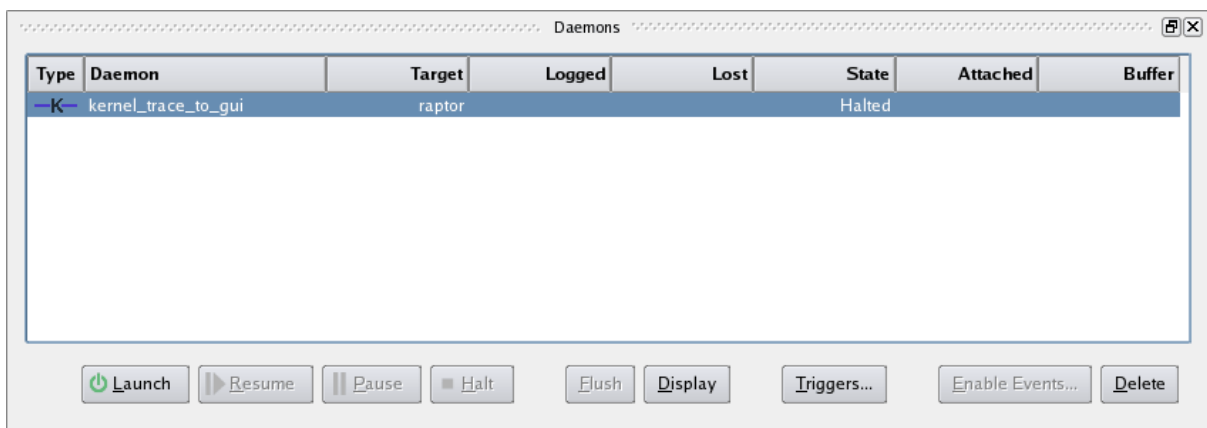 Daemons
Type Daemon Target Logged Lost State Attached Buffer
K kernel_trace_to_gui raptor Halted
Launch Resume Pause Halt Flush Display Triggers... Enable Events... Delete